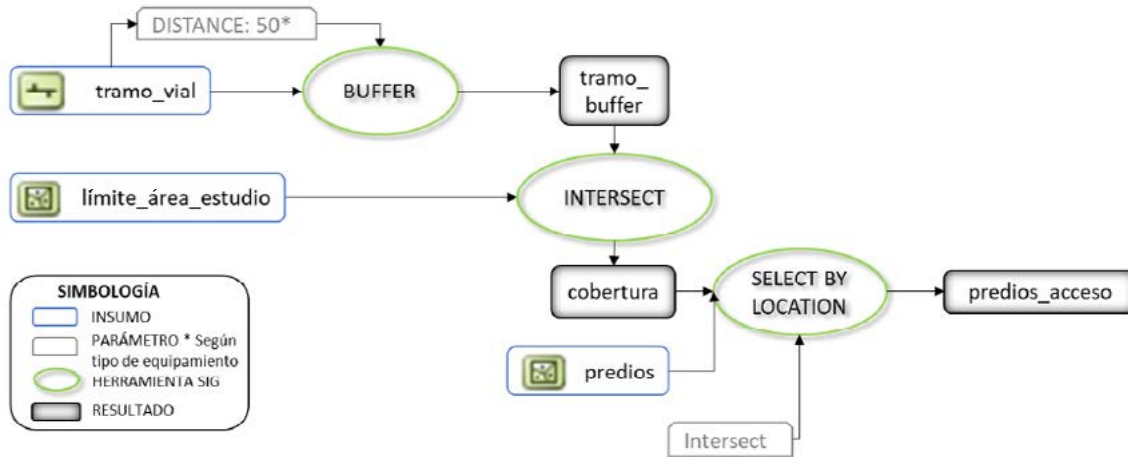 DISTANCE: 50*
tramo_vial
BUFFER
tramo_
buffer
límite_área_estudio
INTERSECT
cobertura
SELECT BY
LOCATION
predios_acceso
predios
Intersect
SIMBOLOGÍA
INSUMO
PARÁMETRO * Según
tipo de equipamiento
HERRAMIENTA SIG
RESULTADO